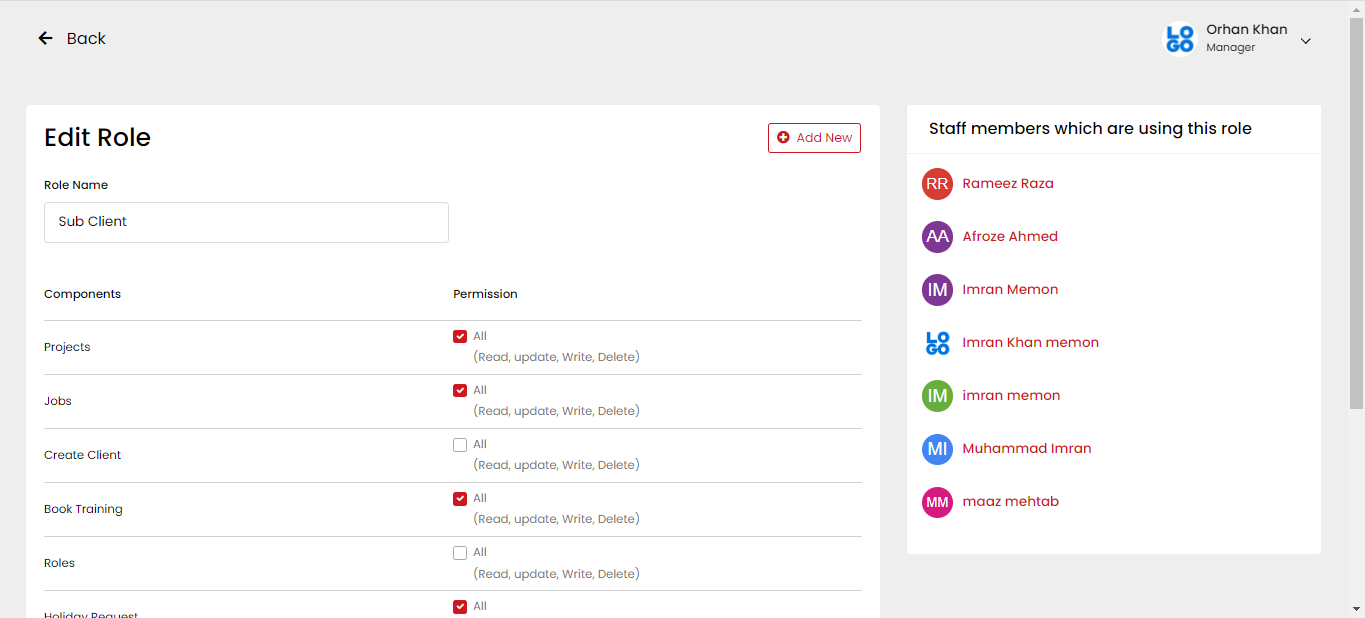 Back
LOGO
Orhan Khan
Manager
Edit Role
Add New
Role Name
Sub Client
Components Permission
Projects
All
(Read, update, Write, Delete)
Jobs
All
(Read, update, Write, Delete)
Create Client
All
(Read, update, Write, Delete)
Book Training
All
(Read, update, Write, Delete)
Roles
All
(Read, update, Write, Delete)
Holiday Request
All
Staff members which are using this role
RR Rameez Raza
AA Afroze Ahmed
IM Imran Memon
LOGO Imran Khan memon
IM imran memon
MI Muhammad Imran
MM maaz mehtab